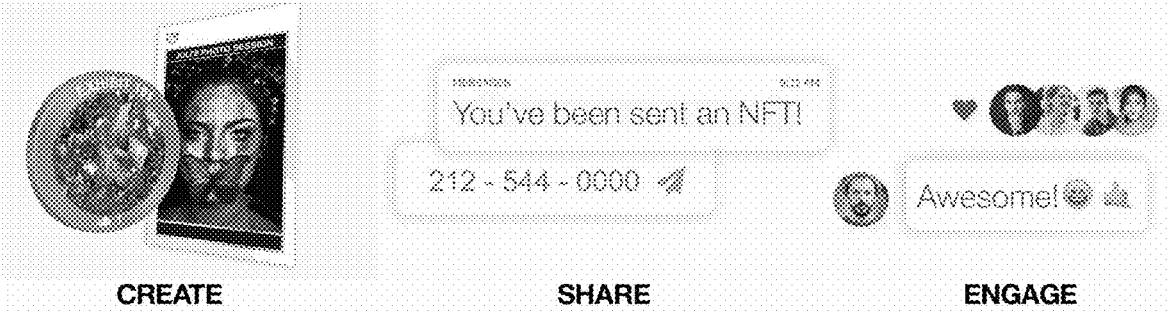 You've been sent an NFT!
212 - 544 - 0000
Awesome!
CREATE
SHARE
ENGAGE